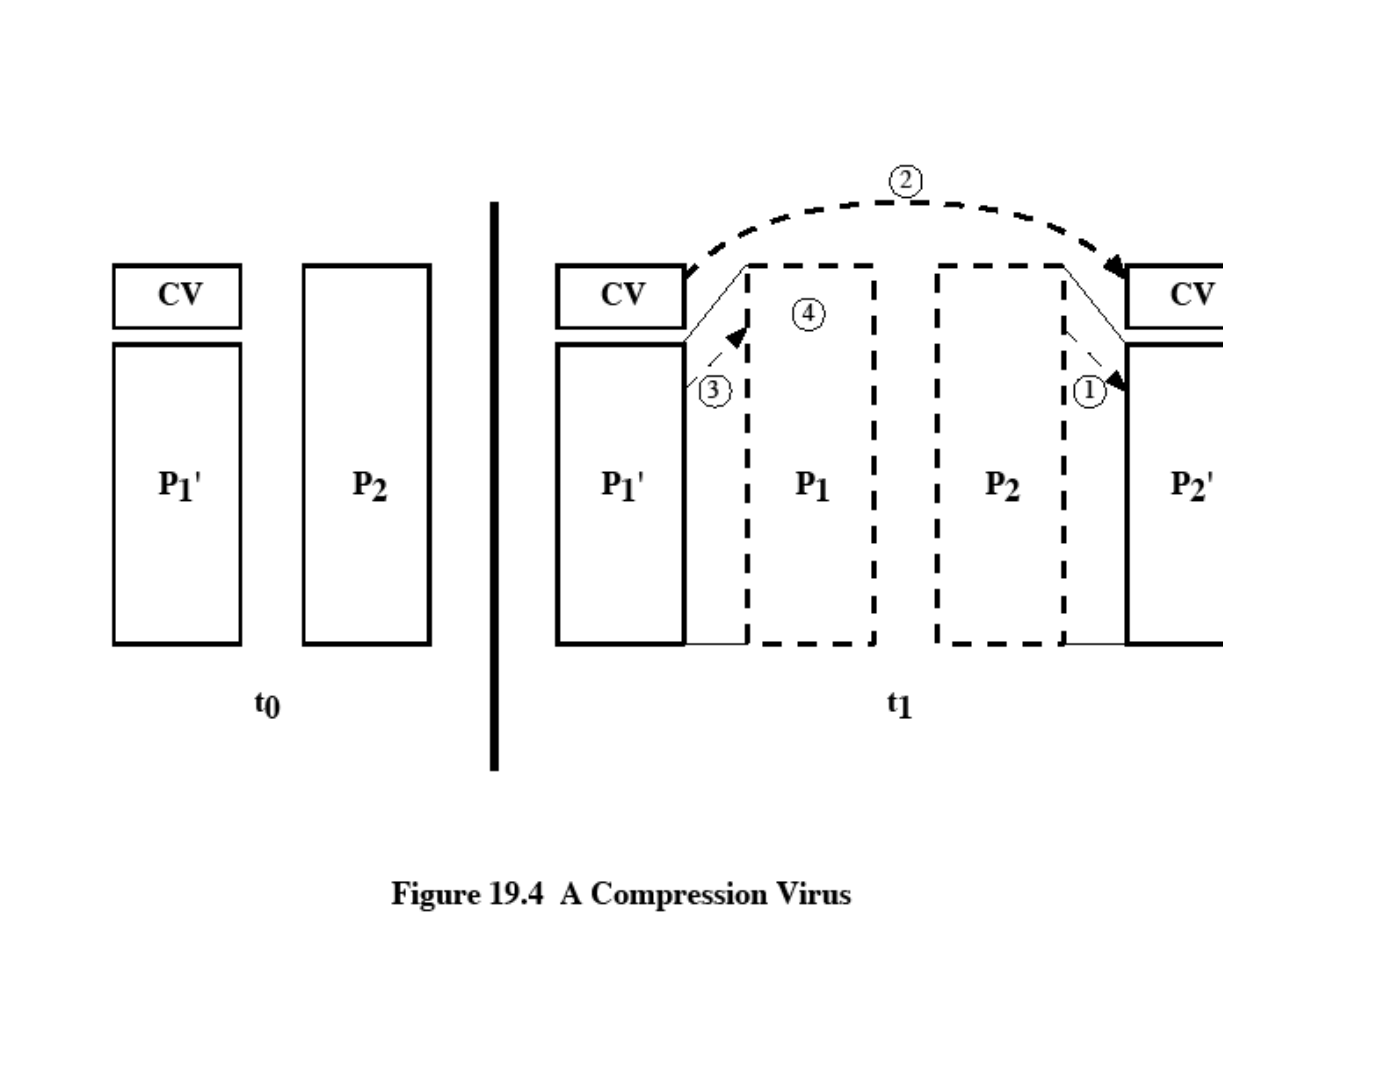 2
CV
CV
4
CV
3
1
P1'
P2
P1'
P1
P2
P2'
t0
t1
Figure 19.4 A Compression Virus